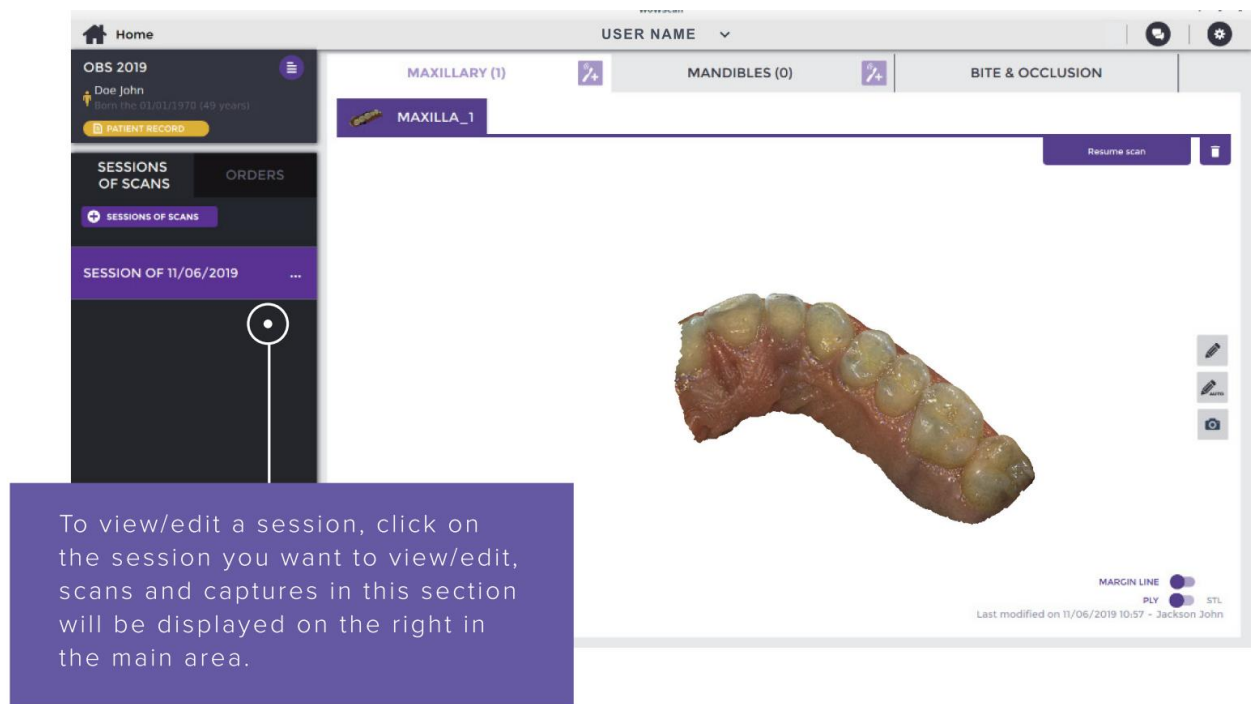 wowscan
Home
USER NAME
OBS 2019
Doe John
Born the 01/01/1970 (49 years)
PATIENT RECORD
MAXILLARY (1)
MANDIBLES (0)
BITE & OCCLUSION
MAXILLA_1
Resume scan
SESSIONS
OF SCANS
ORDERS
SESSIONS OF SCANS
SESSION OF 11/06/2019 ...
AUTO
MARGIN LINE
PLY STL
Last modified on 11/06/2019 10:57 - Jackson John
To view/edit a session, click on
the session you want to view/edit,
scans and captures in this section
will be displayed on the right in
the main area.